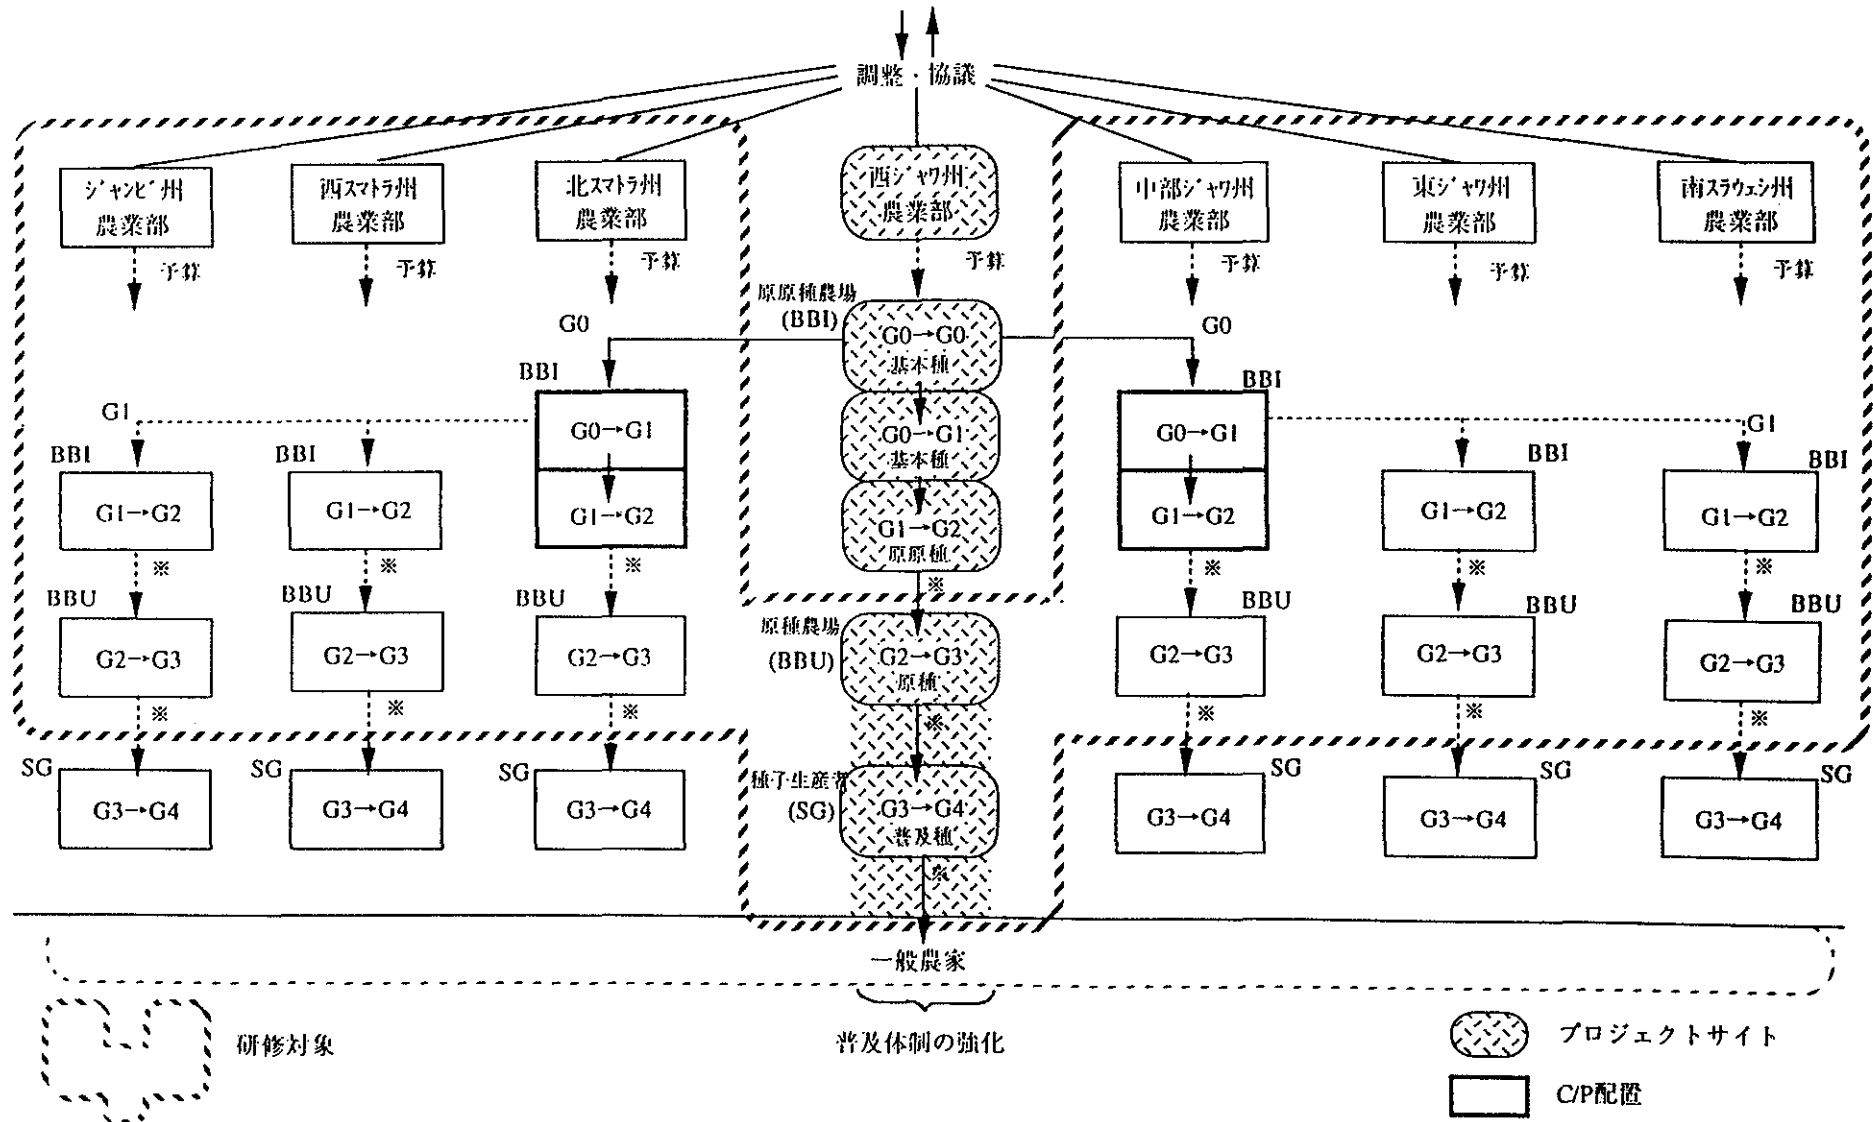 調整・協議
ジャンビ州
農業部
西スマトラ州
農業部
北スマトラ州
農業部
西ジャワ州
農業部
中部ジャワ州
農業部
東ジャワ州
農業部
南スラウェシ州
農業部
予算
予算
予算
予算
予算
予算
予算
原原種農場
(BBI)
G0→G0
基本種
G0
G0
BBI
BBI
G0→G1
G0→G1
基本種
G0→G1
G1
G1
BBI
BBI
BBI
BBI
G1→G2
G1→G2
G1→G2
G1→G2
原原種
G1→G2
G1→G2
G1→G2
※
※
※
※
※
※
※
BBU
BBU
BBU
原種農場
(BBU)
BBU
BBU
BBU
G2→G3
G2→G3
G2→G3
G2→G3
原種
G2→G3
G2→G3
G2→G3
※
※
※
※
※
※
※
SG
SG
SG
種子生産者
(SG)
SG
SG
SG
G3→G4
G3→G4
G3→G4
G3→G4
普及種
G3→G4
G3→G4
G3→G4
※
一般農家
研修対象
普及体制の強化
プロジェクトサイト
C/P配置